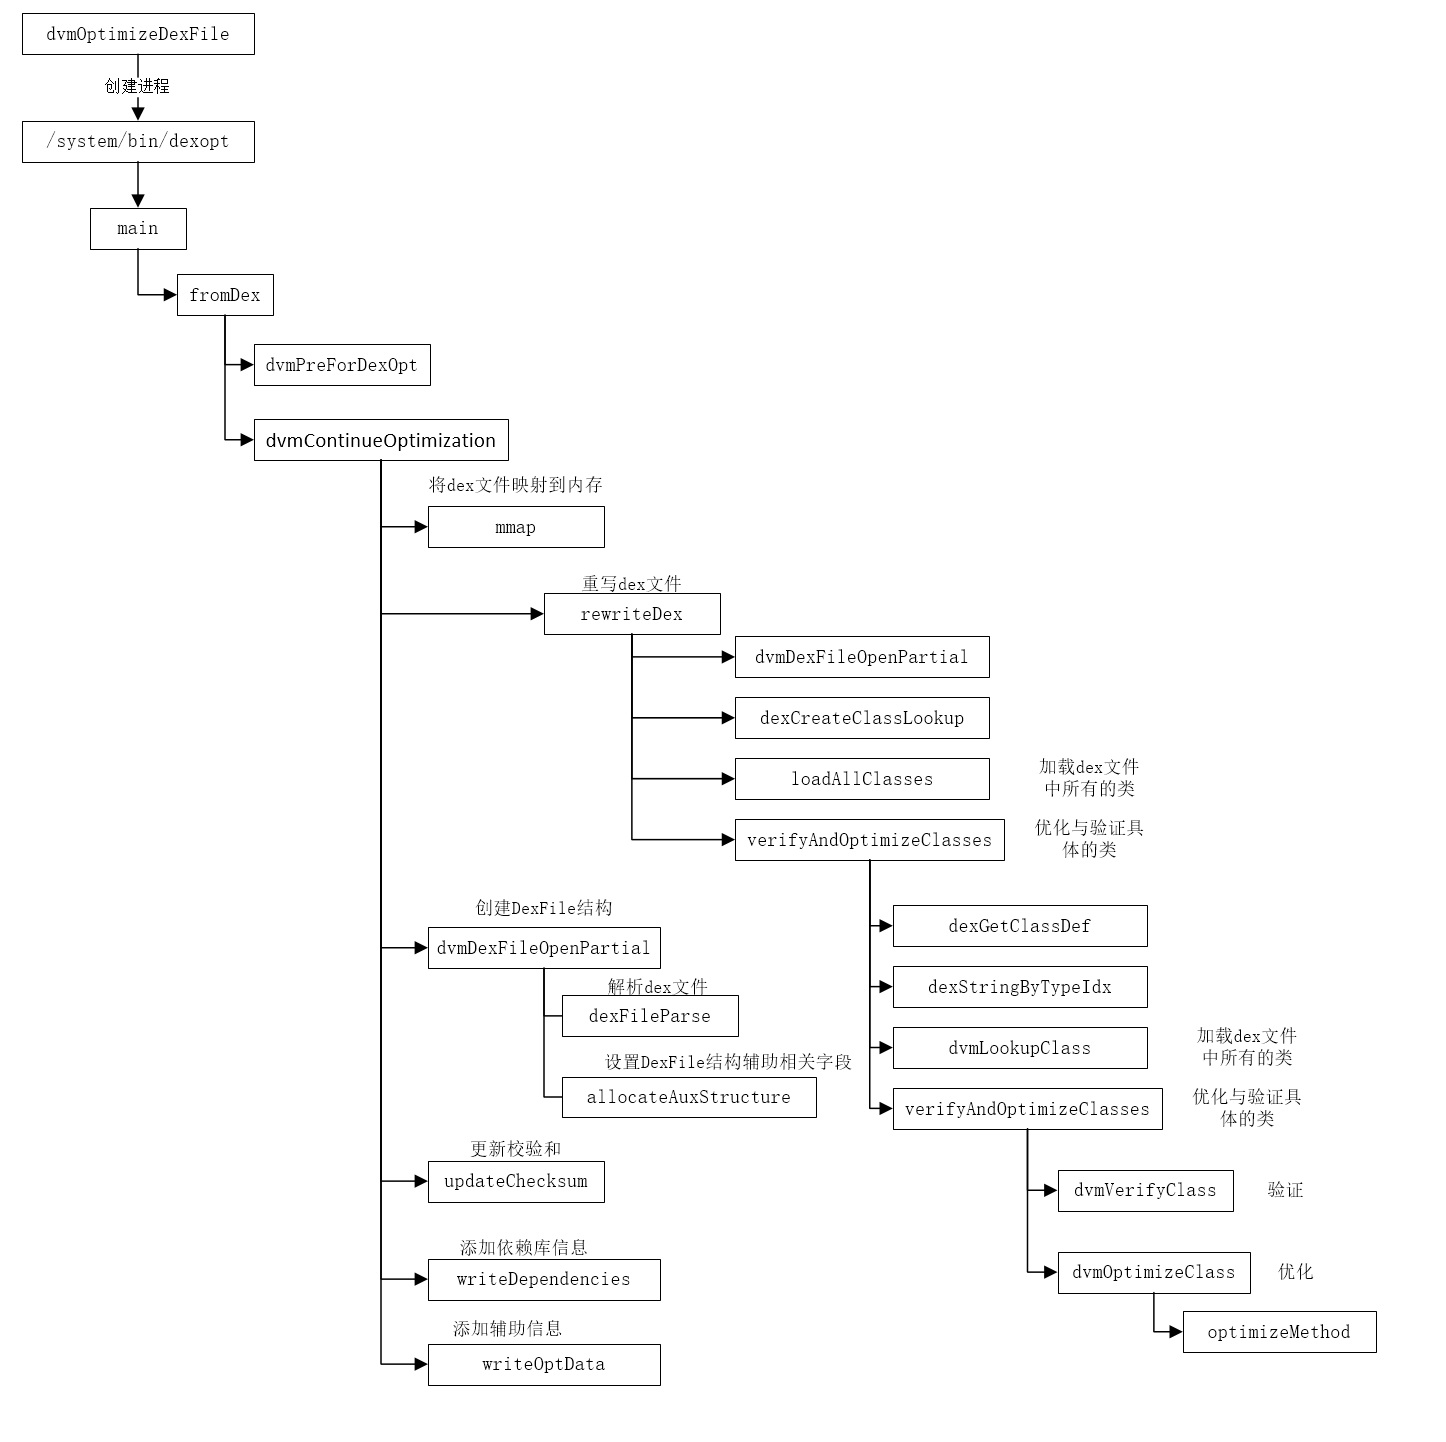 dvmOptimizeDexFile
创建进程
/system/bin/dexopt
main
fromDex
dvmPreForDexOpt
dvmContinueOptimization
将dex文件映射到内存
mmap
重写dex文件
rewriteDex
dvmDexFileOpenPartial
dexCreateClassLookup
loadAllClasses
加载dex文件
中所有的类
verifyAndOptimizeClasses
优化与验证具
体的类
dexGetClassDef
dexStringByTypeIdx
dvmLookupClass
加载dex文件
中所有的类
verifyAndOptimizeClasses
优化与验证具
体的类
dvmVerifyClass
验证
dvmOptimizeClass
优化
optimizeMethod
创建DexFile结构
dvmDexFileOpenPartial
解析dex文件
dexFileParse
设置DexFile结构辅助相关字段
allocateAuxStructure
更新校验和
updateChecksum
添加依赖库信息
writeDependencies
添加辅助信息
writeOptData